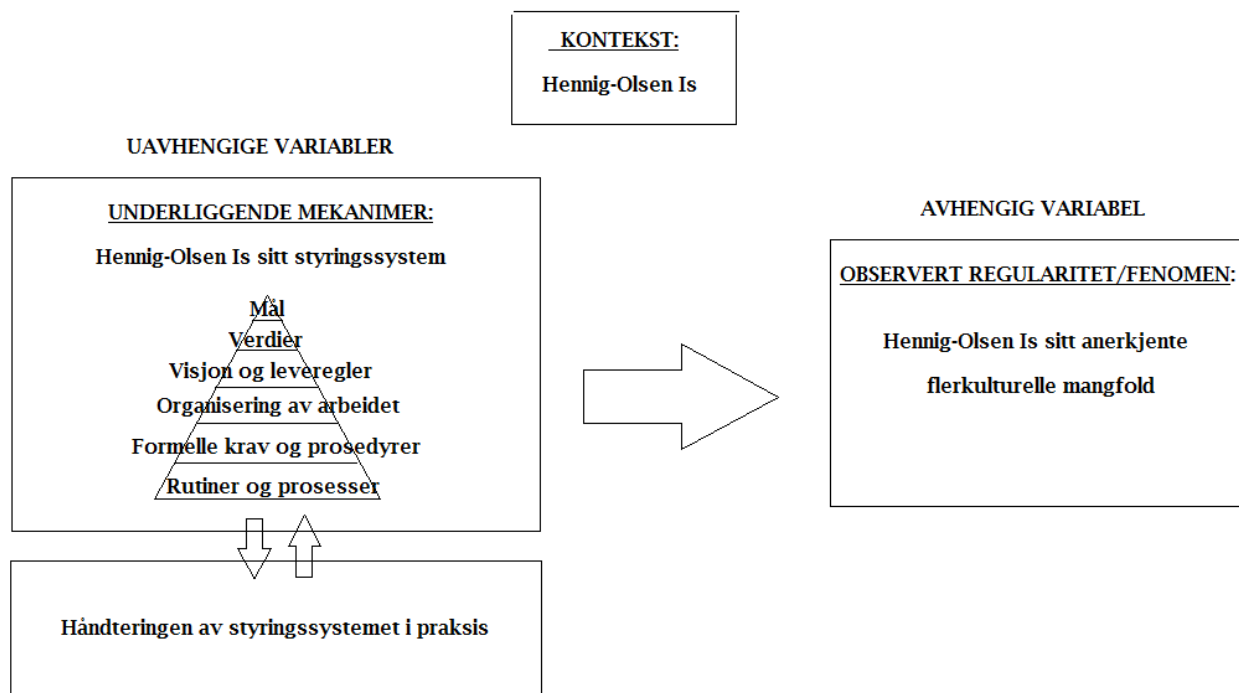 KONTEKST:
Hennig-Olsen Is
UAVHENGIGE VARIABLER
UNDERLIGGENDE MEKANIMER:
Hennig-Olsen Is sitt styringssystem
Mål
Verdier
Visjon og leveregler
Organisering av arbeidet
Formelle krav og prosedyrer
Rutiner og prosesser
Håndteringen av styringssystemet i praksis
AVHENGIG VARIABEL
OBSERVERT REGULARITET/FENOMEN:
Hennig-Olsen Is sitt anerkjente
flerkulturelle mangfold